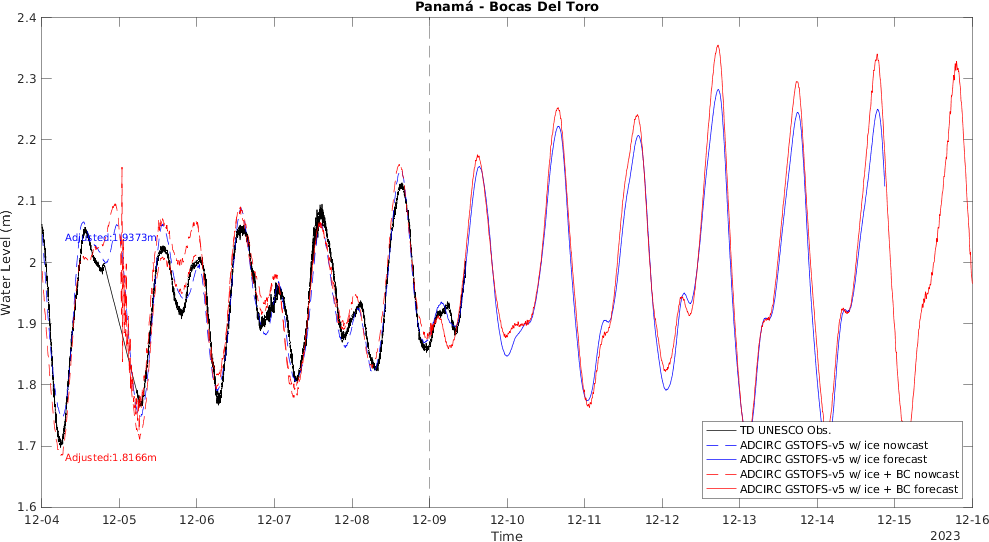 Panamá - Bocas Del Toro
2.4
2.3
2.2
2.1
2
1.9
1.8
1.7
1.6
Water Level (m)
Adjusted:1.9373m
Adjusted:1.8166m
TD UNESCO Obs.
ADCIRC GSTOFS-v5 w/ ice nowcast
ADCIRC GSTOFS-v5 w/ ice forecast
ADCIRC GSTOFS-v5 w/ ice + BC nowcast
ADCIRC GSTOFS-v5 w/ ice + BC forecast
12-04 12-05 12-06 12-07 12-08 12-09 12-10 12-11 12-12 12-13 12-14 12-15 12-16
Time
2023